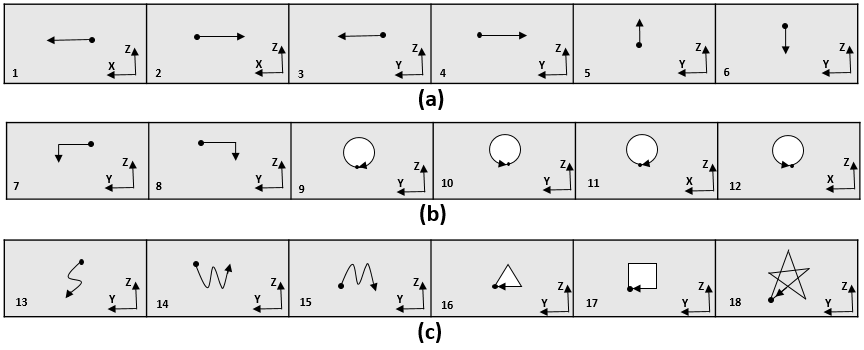 Z Z Z Z Z Z
X X Y Y Y Y
1 2 3 4 5 6
(a)
Z Z Z Z Z Z
Y Y Y Y X X
7 8 9 10 11 12
(b)
Z Z Z Z Z Z
Y Y Y Y Y Y
13 14 15 16 17 18
(c)